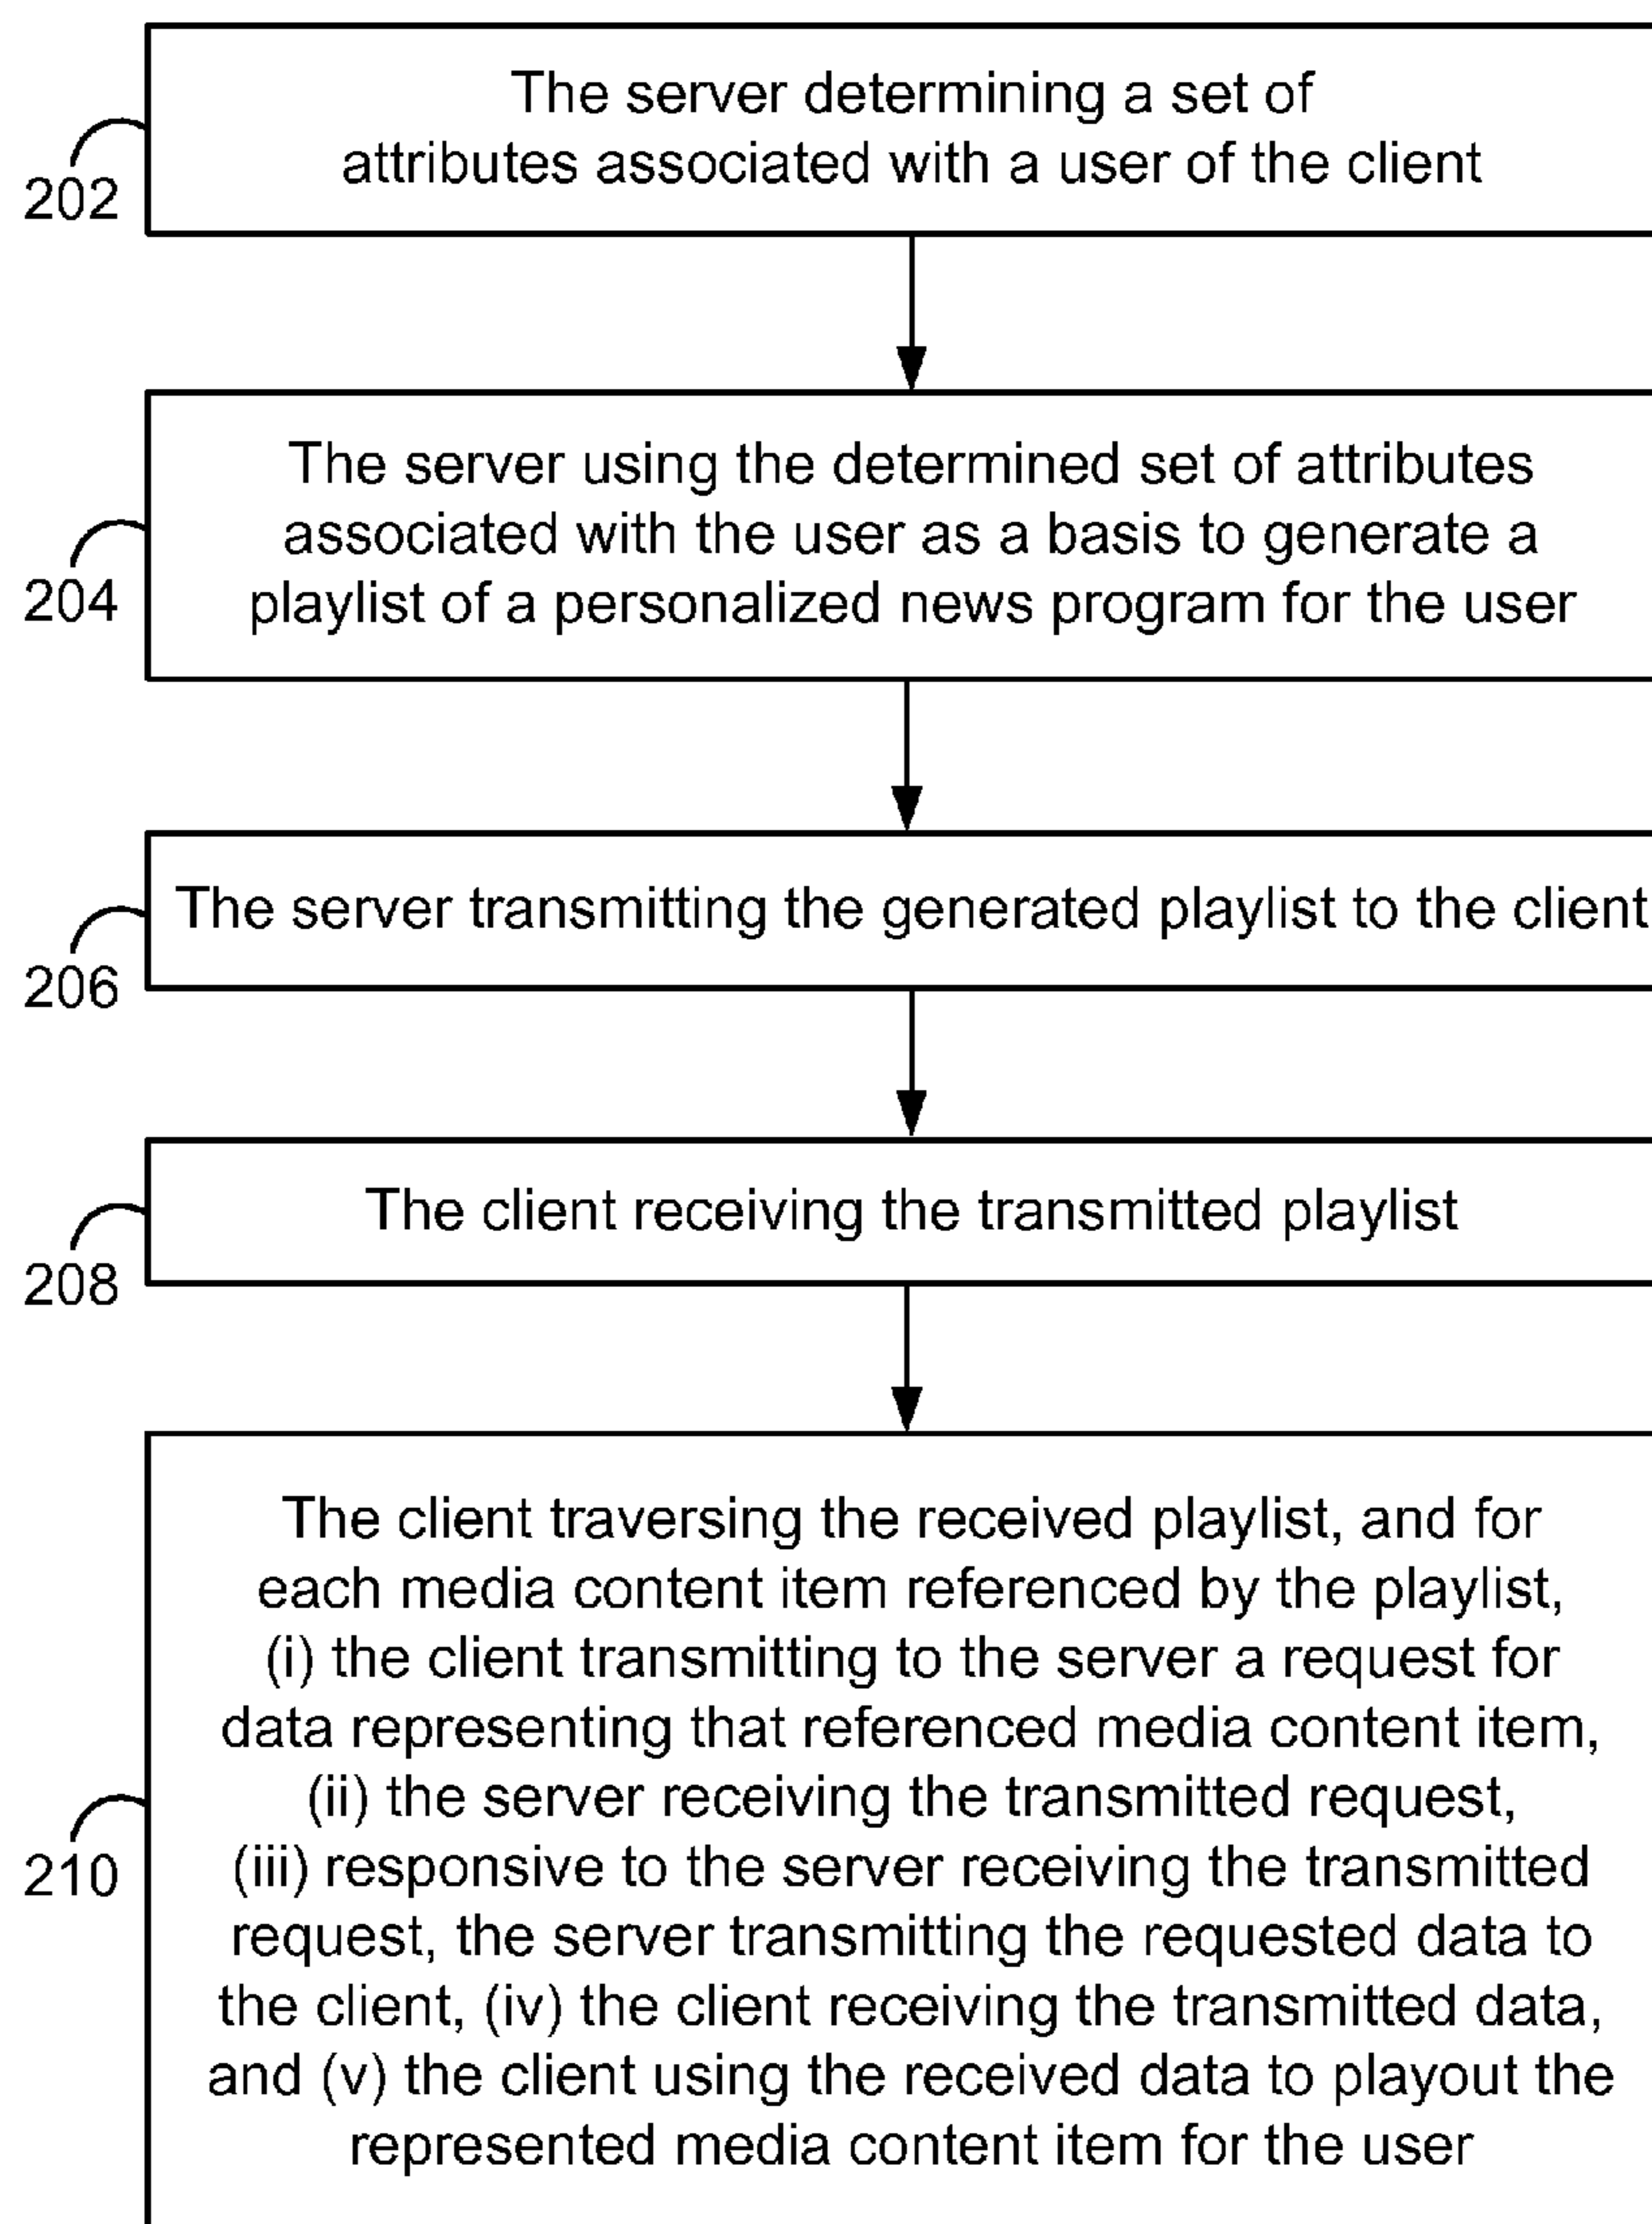 The server determining a set of
attributes associated with a user of the client
202
The server using the determined set of attributes
associated with the user as a basis to generate a
playlist of a personalized news program for the user
204
The server transmitting the generated playlist to the client
206
The client receiving the transmitted playlist
208
The client traversing the received playlist, and for
each media content item referenced by the playlist,
(i) the client transmitting to the server a request for
data representing that referenced media content item,
(ii) the server receiving the transmitted request,
(iii) responsive to the server receiving the transmitted
request, the server transmitting the requested data to
the client, (iv) the client receiving the transmitted data,
and (v) the client using the received data to playout the
represented media content item for the user
210